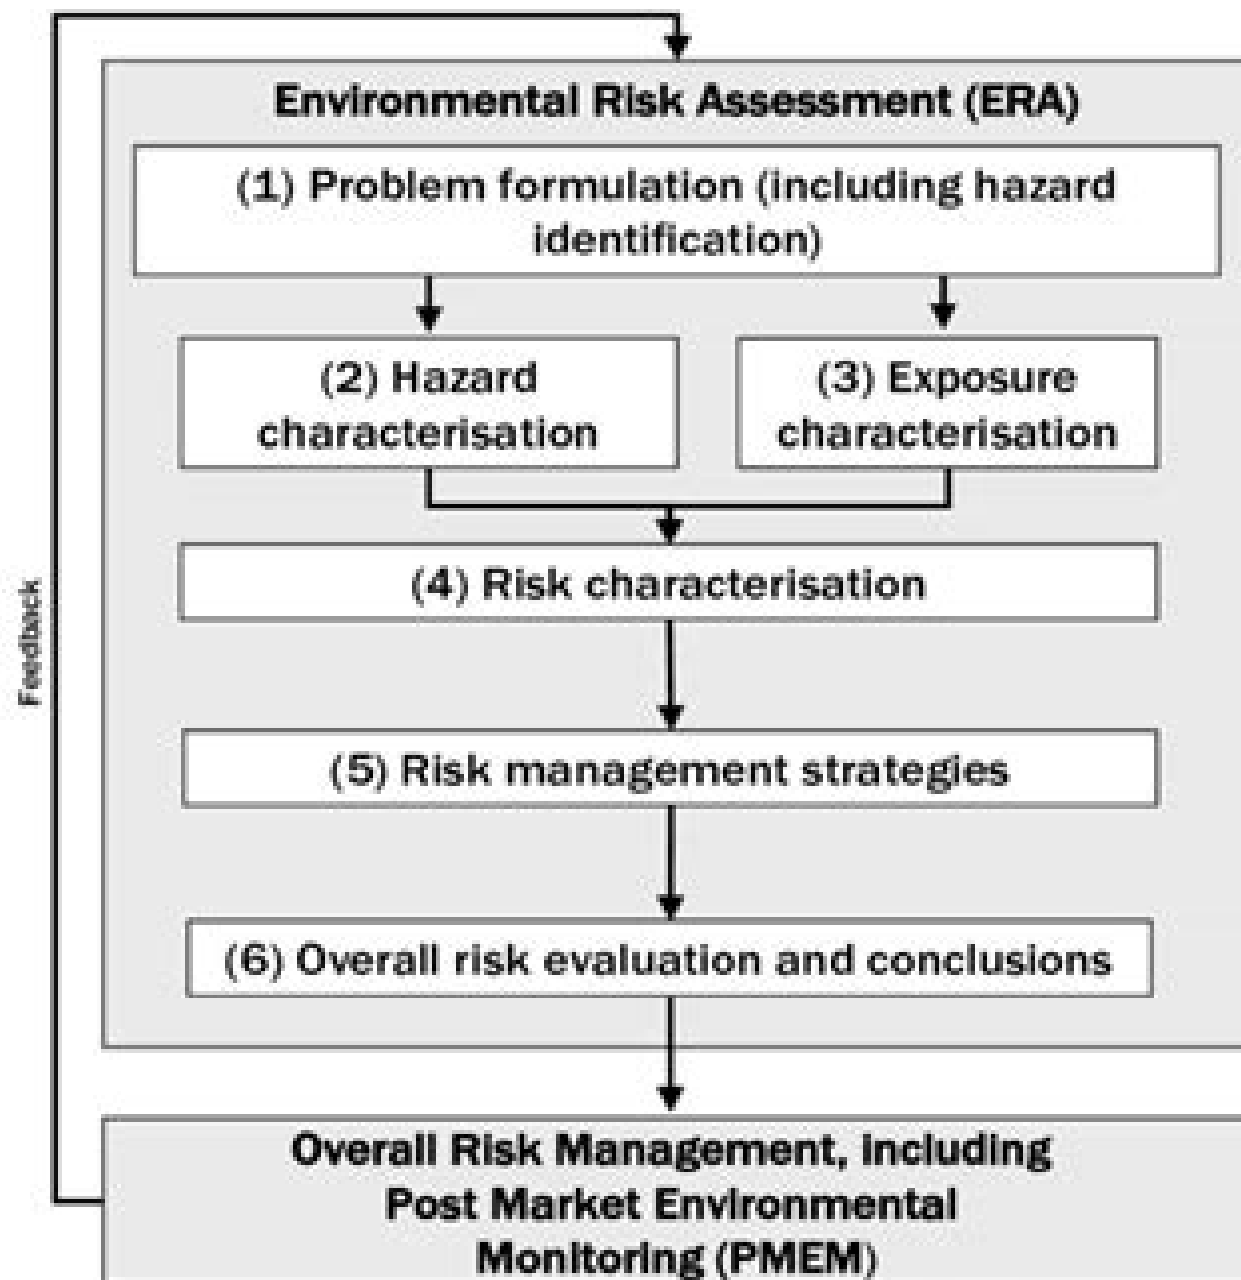 Environmental Risk Assessment (ERA)
(1) Problem formulation (including hazard
identification)
(2) Hazard
characterisation
(3) Exposure
characterisation
(4) Risk characterisation
(5) Risk management strategies
(6) Overall risk evaluation and conclusions
Feedback
Overall Risk Management, including
Post Market Environmental
Monitoring (PMEM)